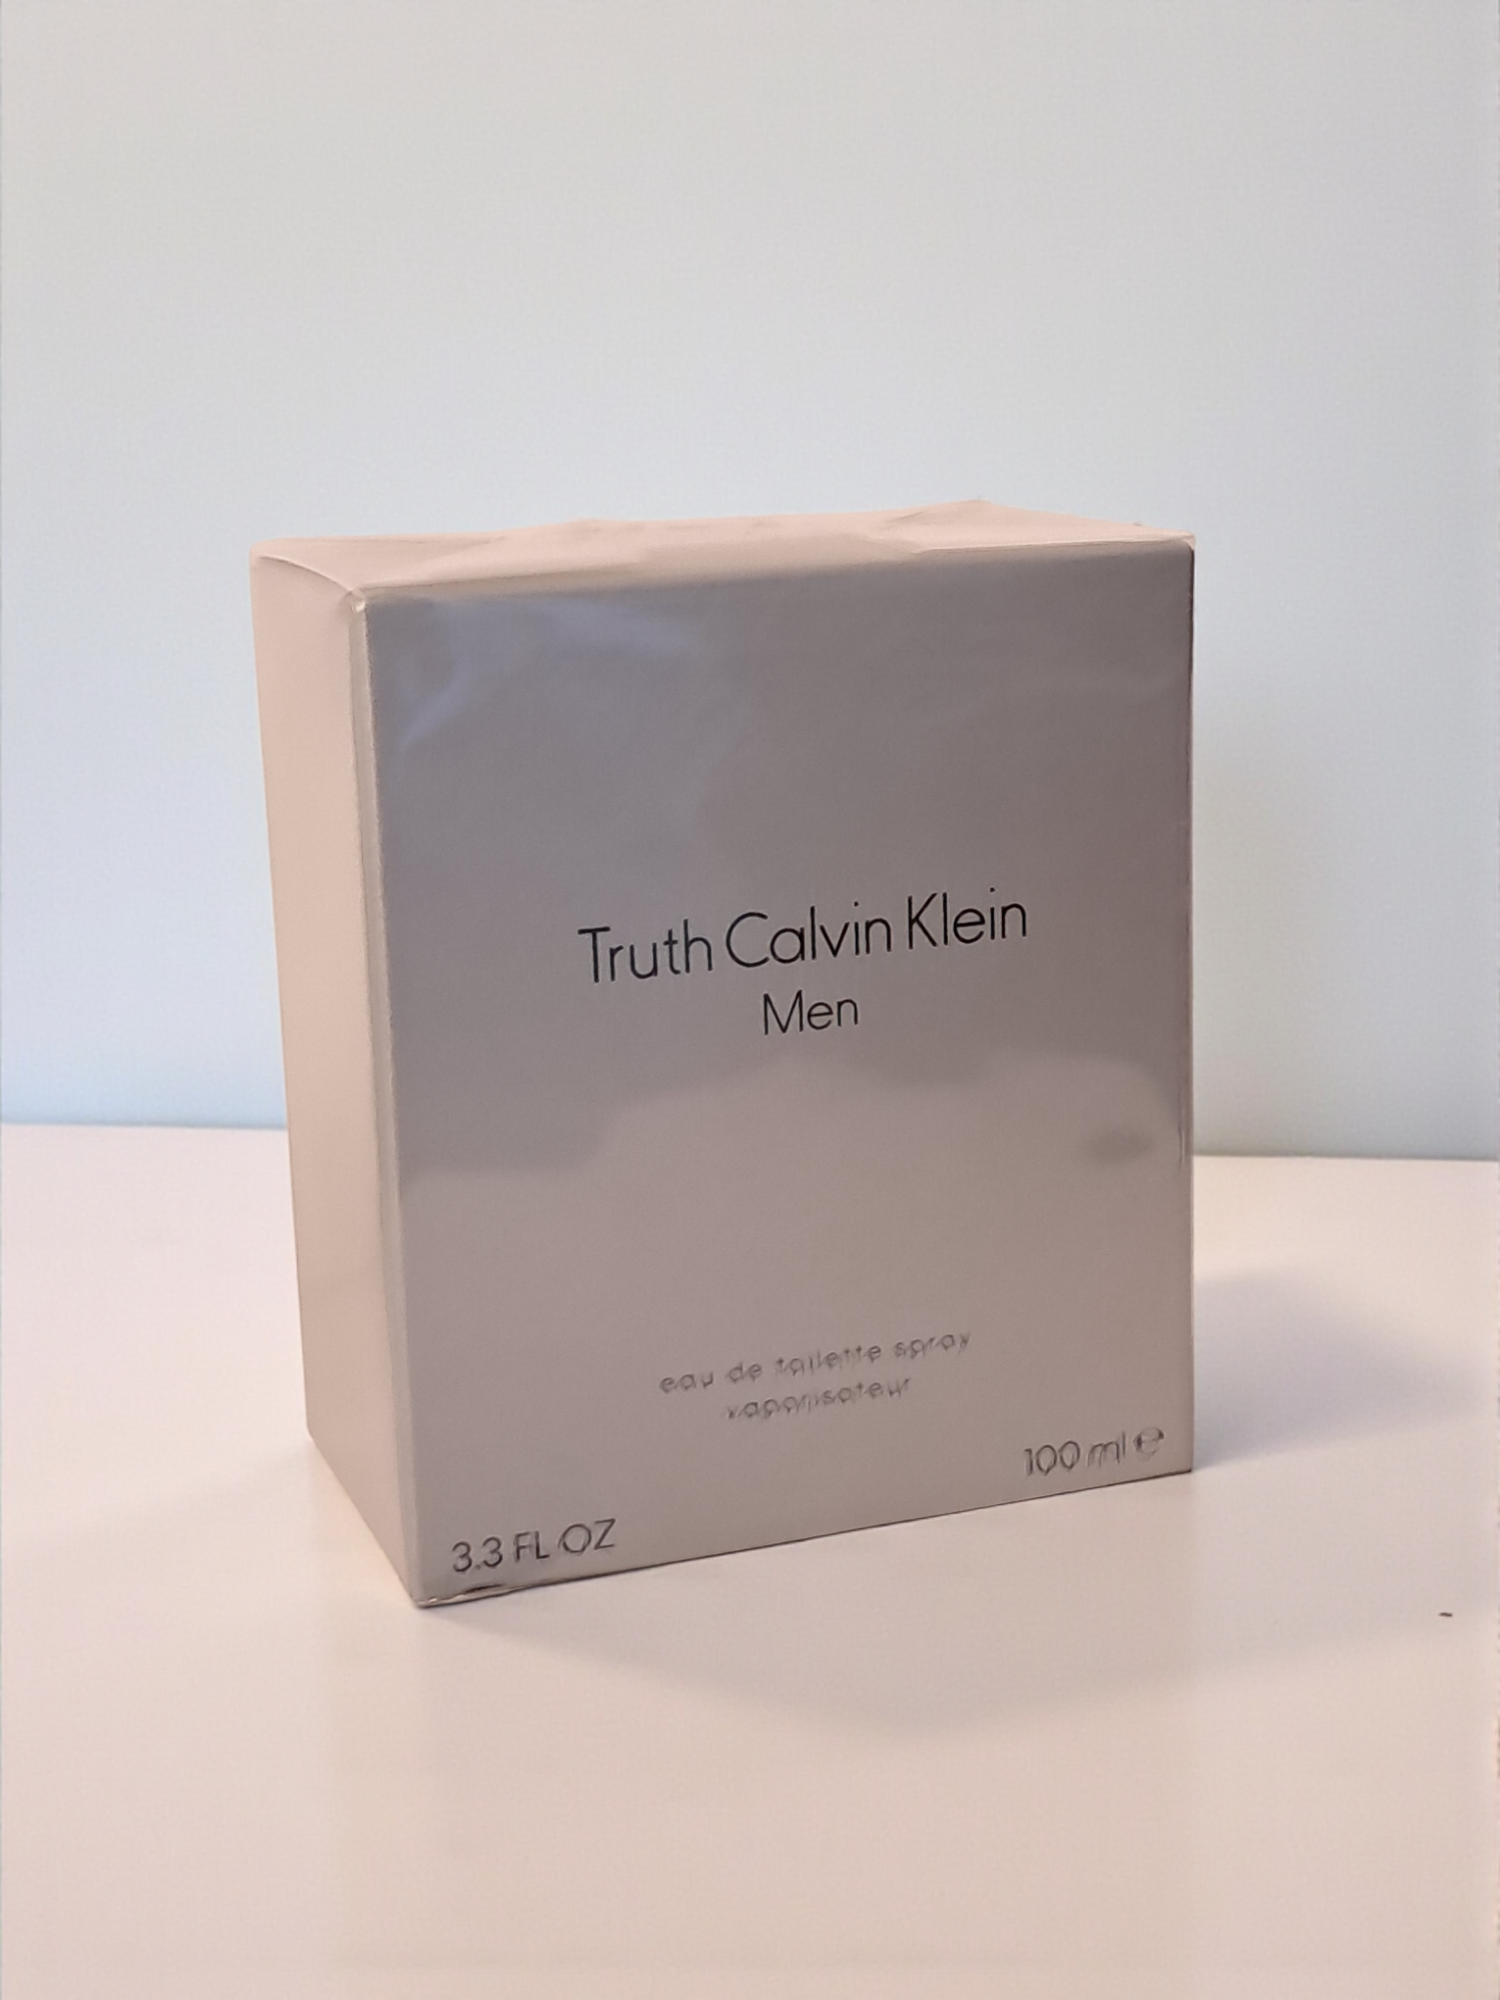 Truth Calvin Klein
Men
eau de toilette spray
vaporisateur
100 ml ℮
3.3 FL OZ